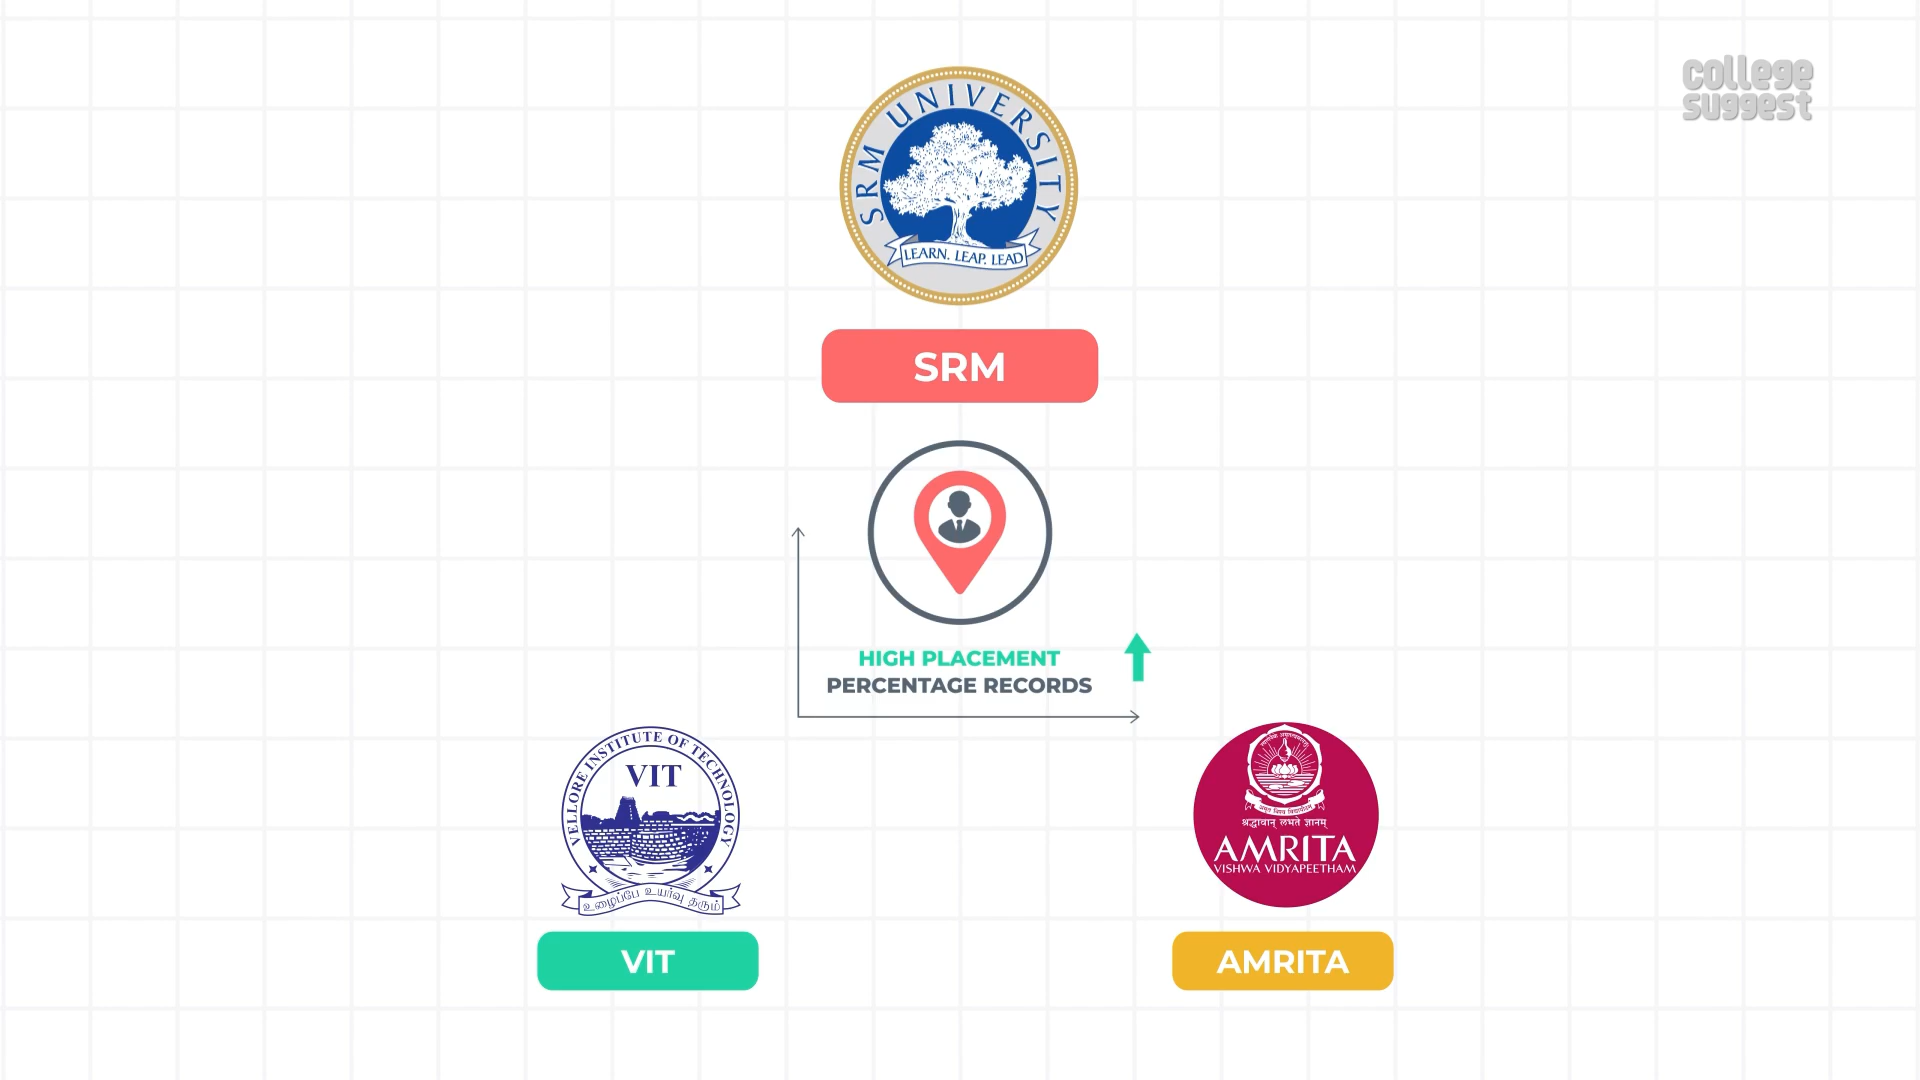 college
suggest
SRM UNIVERSITY
LEARN. LEAP. LEAD
SRM
HIGH PLACEMENT
PERCENTAGE RECORDS
VELLORE INSTITUTE OF TECHNOLOGY
VIT
உழைப்பே உயர்வு தரும்
VIT
श्रद्धावान् लभते ज्ञानम्
AMRITA
VISHWA VIDYAPEETHAM
AMRITA